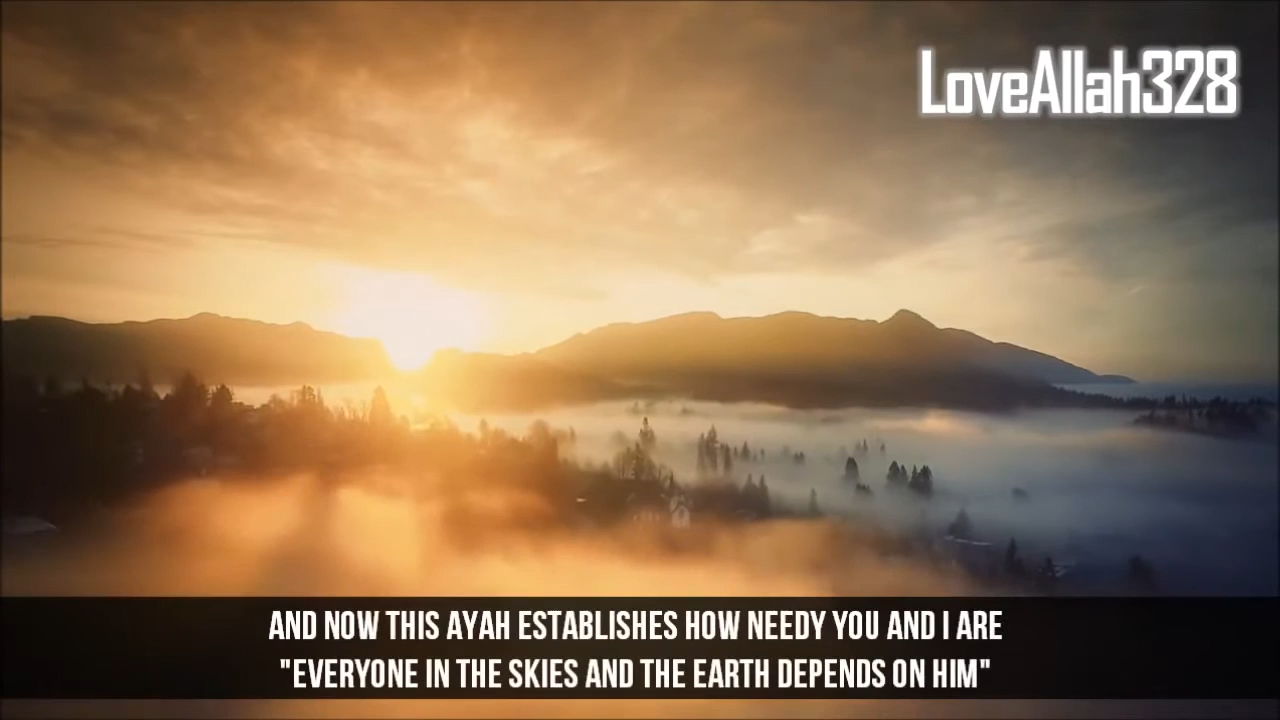 LoveAllah328
AND NOW THIS AYAH ESTABLISHES HOW NEEDY YOU AND I ARE
"EVERYONE IN THE SKIES AND THE EARTH DEPENDS ON HIM"